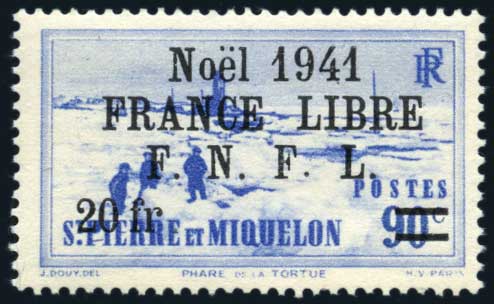 Noël 1941
RF
FRANCE LIBRE
F. N. F. L.
POSTES
20 fr
90c
S.PIERRE ET MIQUELON
J.DOUY.DEL PHARE DE LA TORTUE H.V.PARIS